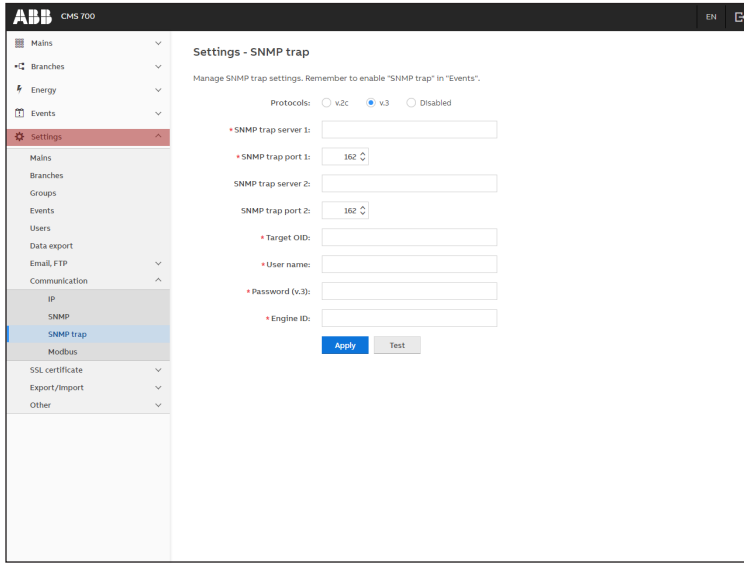 ABB CMS 700 EN
Mains
Branches
Energy
Events
Settings
Mains
Branches
Groups
Events
Users
Data export
Email, FTP
Communication
IP
SNMP
SNMP trap
Modbus
SSL certificate
Export/Import
Other
Settings - SNMP trap
Manage SNMP trap settings. Remember to enable "SNMP trap" in "Events".
Protocols: v.2c v.3 Disabled
* SNMP trap server 1:
* SNMP trap port 1: 162
SNMP trap server 2:
SNMP trap port 2: 162
* Target OID:
* User name:
* Password (v.3):
* Engine ID:
Apply Test